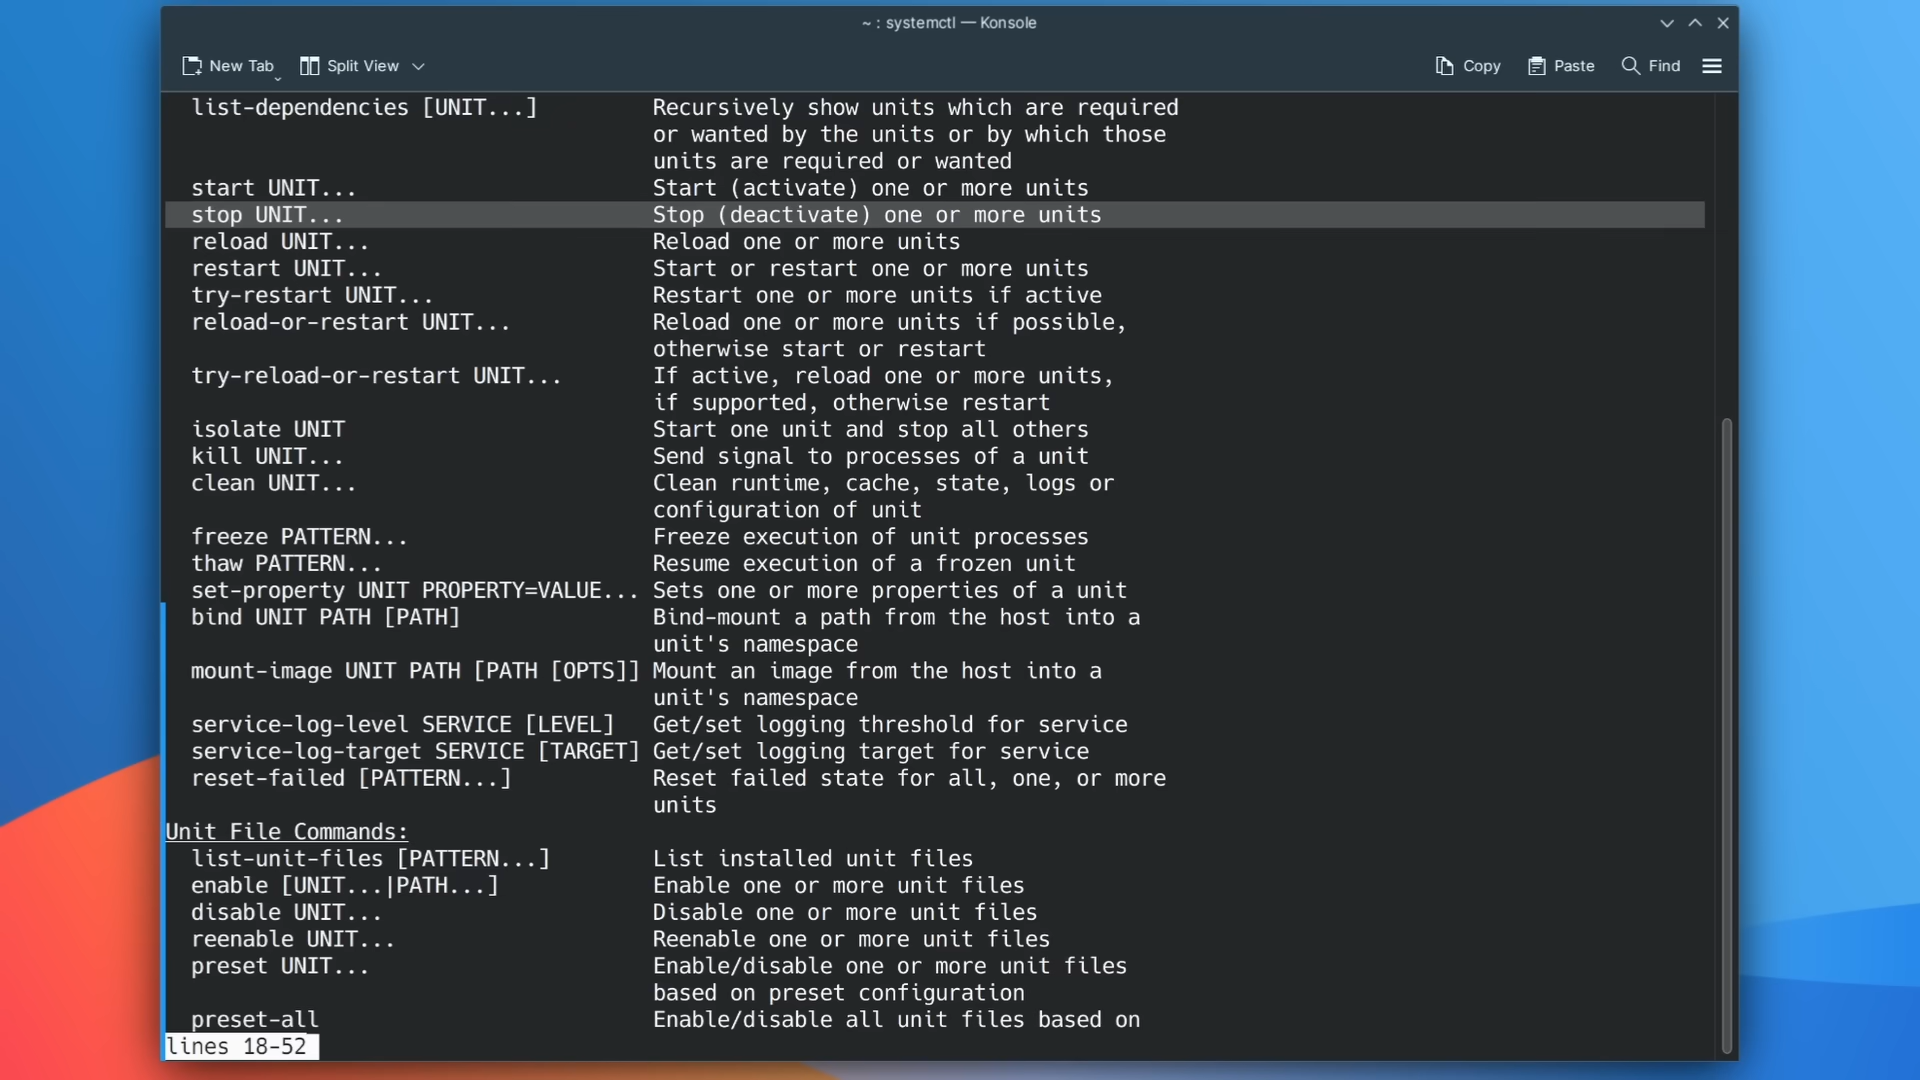 ~ : systemctl — Konsole
New Tab Split View Copy Paste Find
list-dependencies [UNIT...] Recursively show units which are required
or wanted by the units or by which those
units are required or wanted
start UNIT... Start (activate) one or more units
stop UNIT... Stop (deactivate) one or more units
reload UNIT... Reload one or more units
restart UNIT... Start or restart one or more units
try-restart UNIT... Restart one or more units if active
reload-or-restart UNIT... Reload one or more units if possible,
otherwise start or restart
try-reload-or-restart UNIT... If active, reload one or more units,
if supported, otherwise restart
isolate UNIT Start one unit and stop all others
kill UNIT... Send signal to processes of a unit
clean UNIT... Clean runtime, cache, state, logs or
configuration of unit
freeze PATTERN... Freeze execution of unit processes
thaw PATTERN... Resume execution of a frozen unit
set-property UNIT PROPERTY=VALUE... Sets one or more properties of a unit
bind UNIT PATH [PATH] Bind-mount a path from the host into a
unit's namespace
mount-image UNIT PATH [PATH [OPTS]] Mount an image from the host into a
unit's namespace
service-log-level SERVICE [LEVEL] Get/set logging threshold for service
service-log-target SERVICE [TARGET] Get/set logging target for service
reset-failed [PATTERN...] Reset failed state for all, one, or more
units
Unit File Commands:
list-unit-files [PATTERN...] List installed unit files
enable [UNIT...|PATH...] Enable one or more unit files
disable UNIT... Disable one or more unit files
reenable UNIT... Reenable one or more unit files
preset UNIT... Enable/disable one or more unit files
based on preset configuration
preset-all Enable/disable all unit files based on
lines 18-52